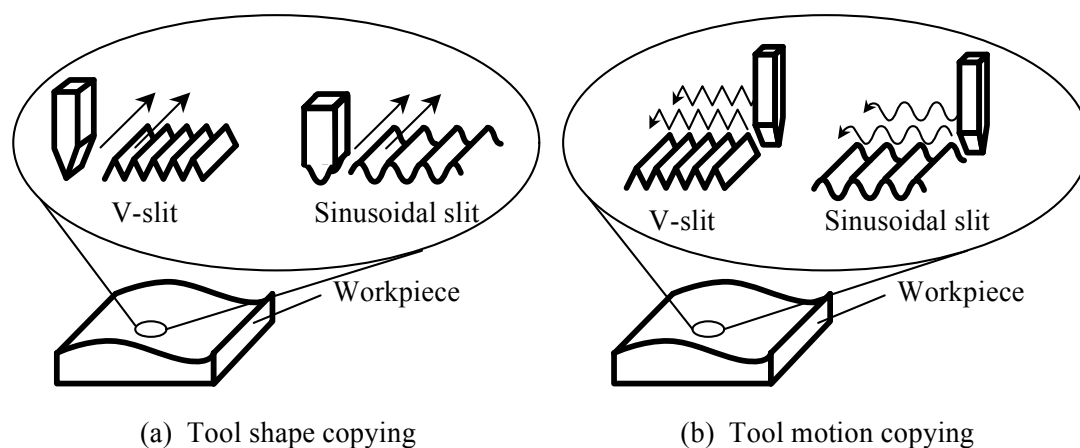 V-slit
Sinusoidal slit
Workpiece
(a) Tool shape copying
V-slit
Sinusoidal slit
Workpiece
(b) Tool motion copying